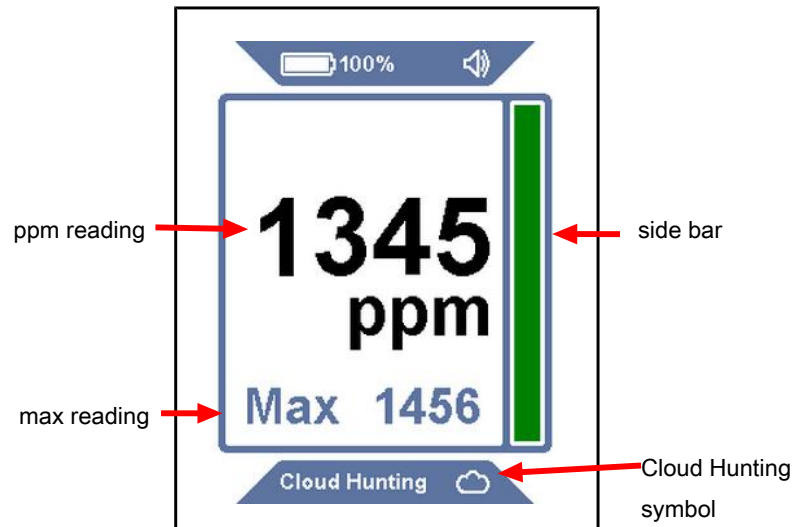 100%
ppm reading
1345
side bar
ppm
max reading
Max 1456
Cloud Hunting
Cloud Hunting
symbol